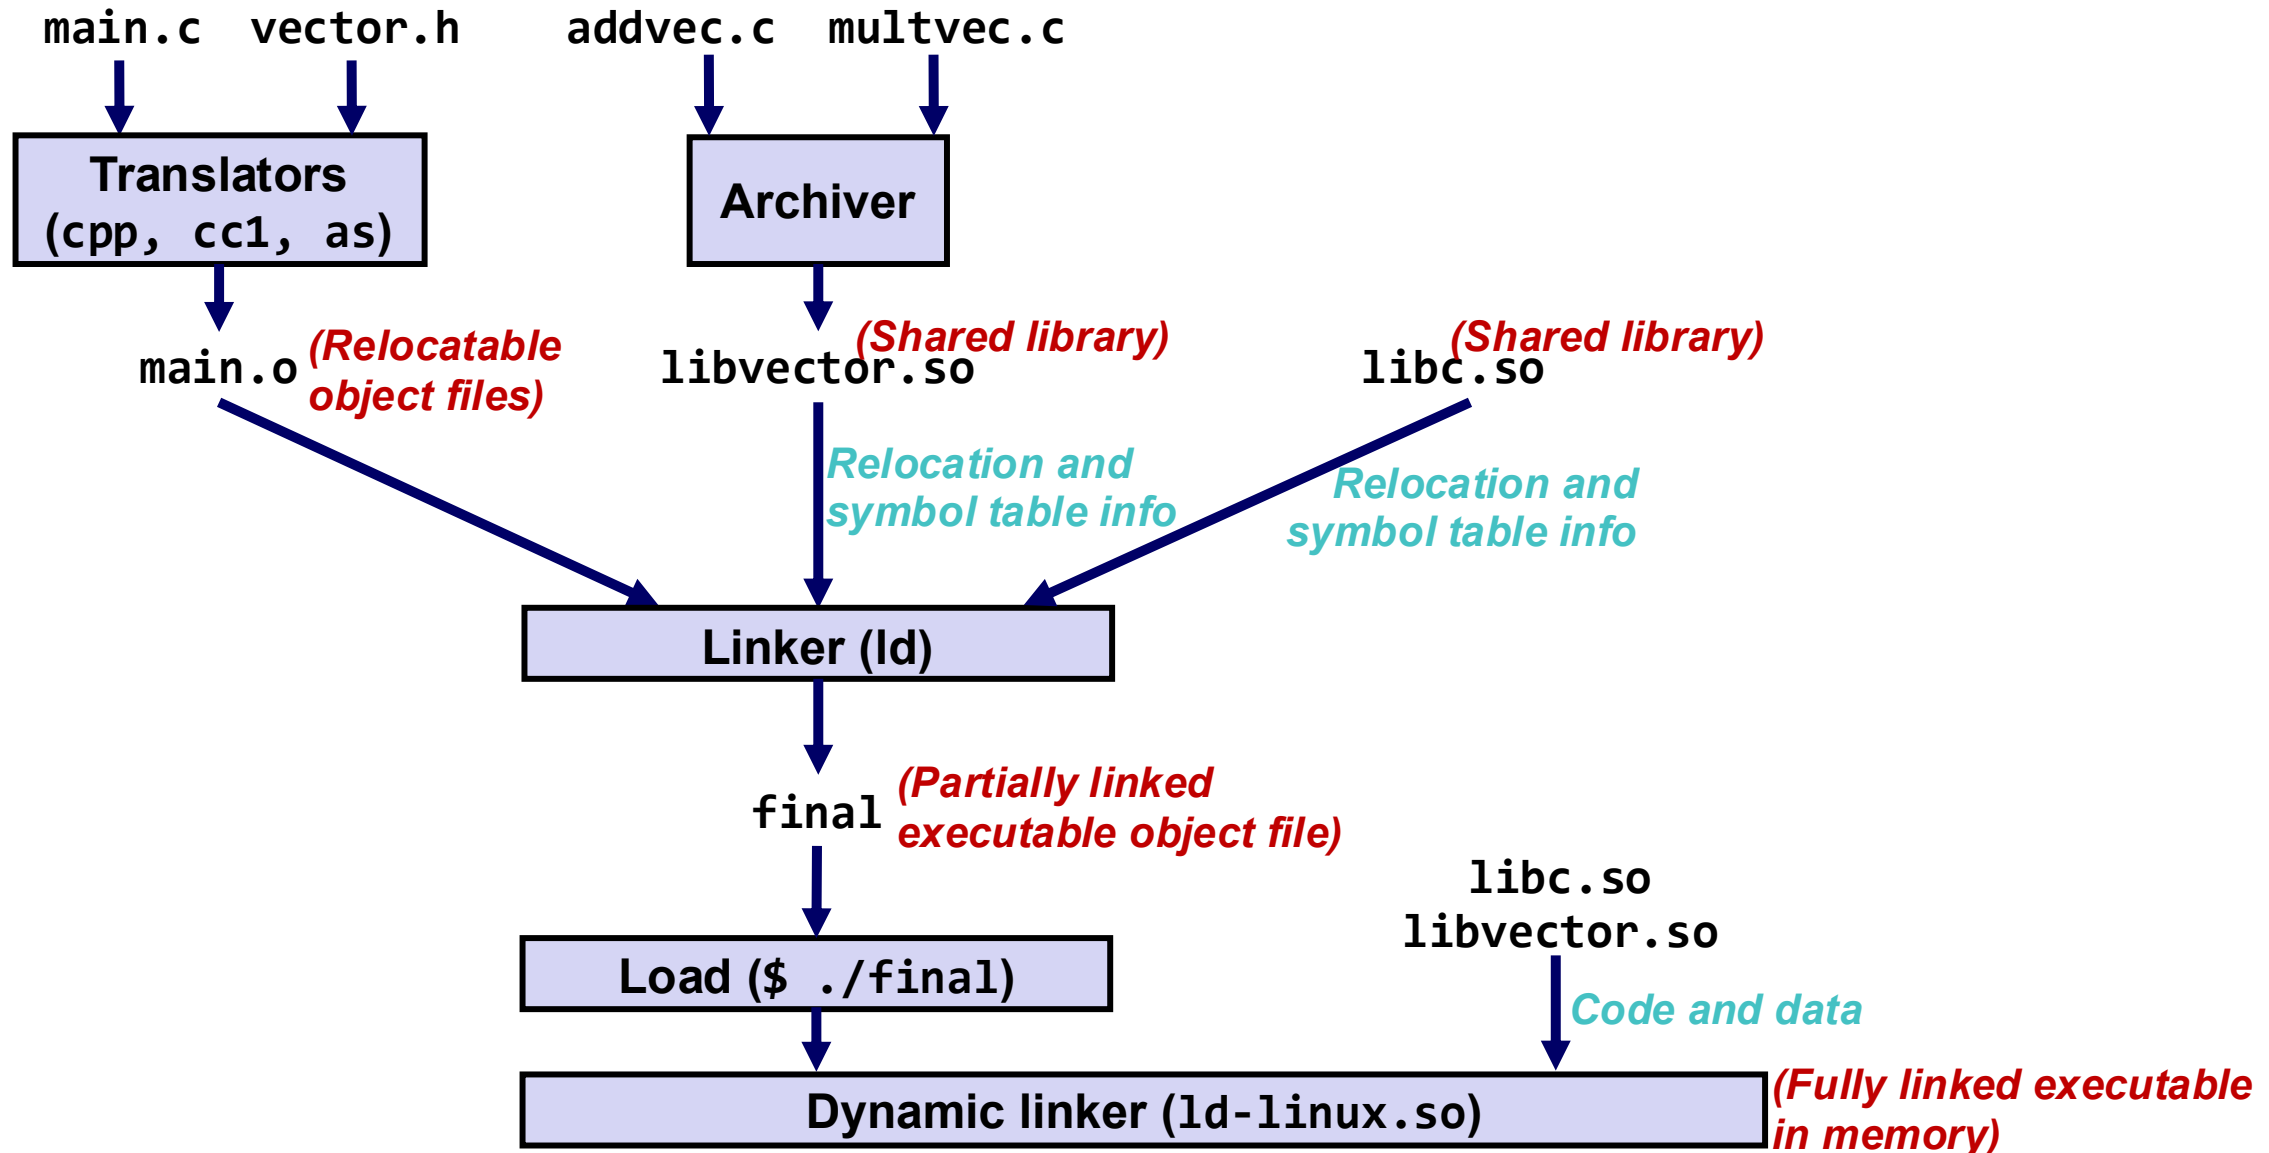 main.c vector.h addvec.c multvec.c
Translators
(cpp, cc1, as)
Archiver
main.o
(Relocatable
object files)
(Shared library)
libvector.so
(Shared library)
libc.so
Relocation and
symbol table info
Relocation and
symbol table info
Linker (ld)
final
(Partially linked
executable object file)
libc.so
libvector.so
Load ($ ./final)
Code and data
Dynamic linker (ld-linux.so)
(Fully linked executable
in memory)